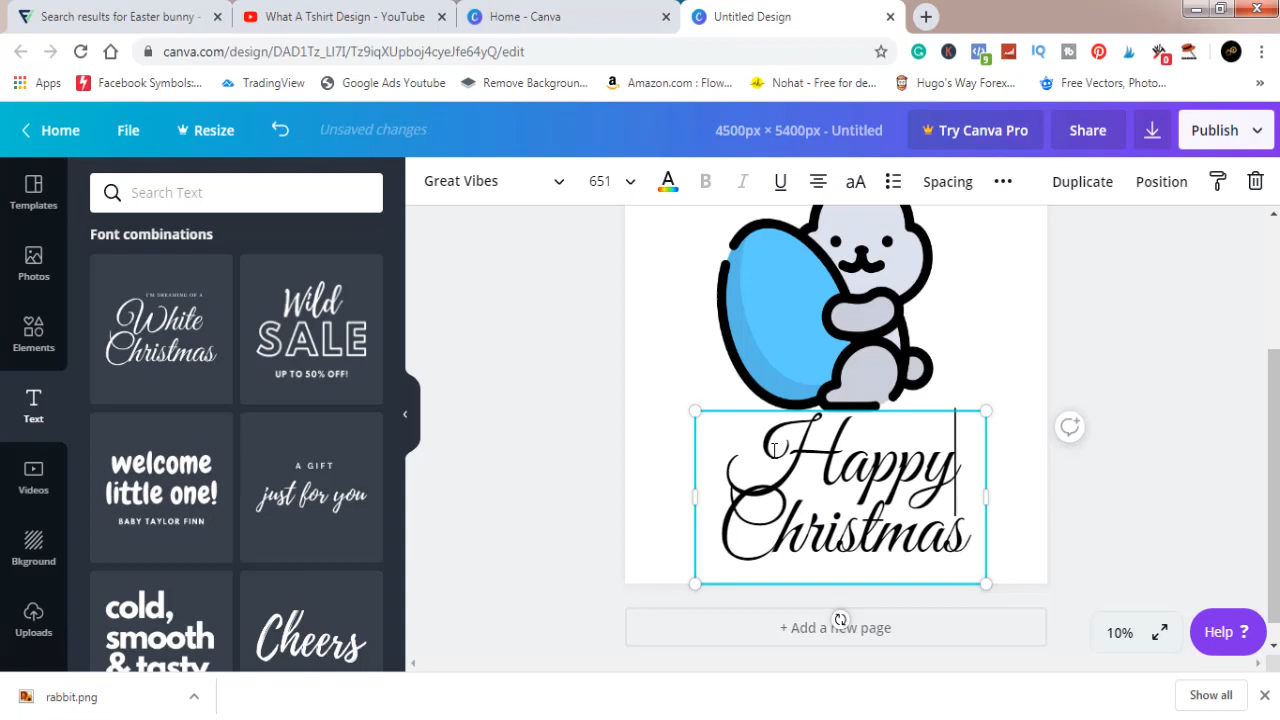 Search results for Easter bunny -
What A Tshirt Design - YouTube
Home - Canva
Untitled Design
canva.com/design/DAD1Tz_LI7I/Tz9iqXUpboj4cyeJfe64yQ/edit
Apps
Facebook Symbols:...
TradingView
Google Ads Youtube
Remove Backgroun...
Amazon.com : Flow...
Nohat - Free for de...
Hugo's Way Forex...
Free Vectors, Photo...
Home
File
Resize
Unsaved changes
4500px × 5400px - Untitled
Try Canva Pro
Share
Publish
Templates
Photos
Elements
Text
Videos
Bkground
Uploads
Search Text
Font combinations
I'M DREAMING OF A
White
Christmas
Wild
SALE
UP TO 50% OFF!
welcome
little one!
BABY TAYLOR FINN
A GIFT
just for you
cold,
smooth
& tasty
Cheers
Great Vibes
651
A
B
I
U
aA
Spacing
Duplicate
Position
Happy
Christmas
+ Add a new page
10%
Help ?
rabbit.png
Show all